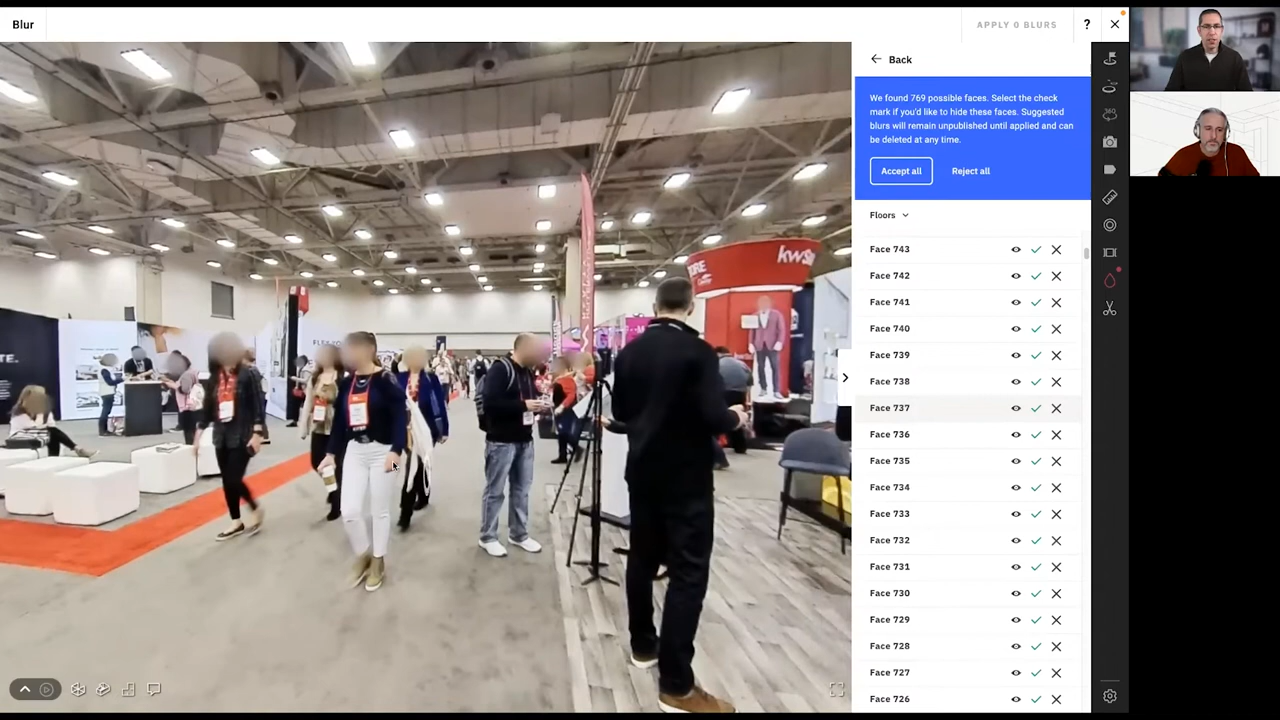 Blur
APPLY 0 BLURS
?
Back
We found 769 possible faces. Select the check
mark if you'd like to hide these faces. Suggested
blurs will remain unpublished until applied and can
be deleted at any time.
Accept all
Reject all
Floors
Face 743
Face 742
Face 741
Face 740
Face 739
Face 738
Face 737
Face 736
Face 735
Face 734
Face 733
Face 732
Face 731
Face 730
Face 729
Face 728
Face 727
Face 726
360